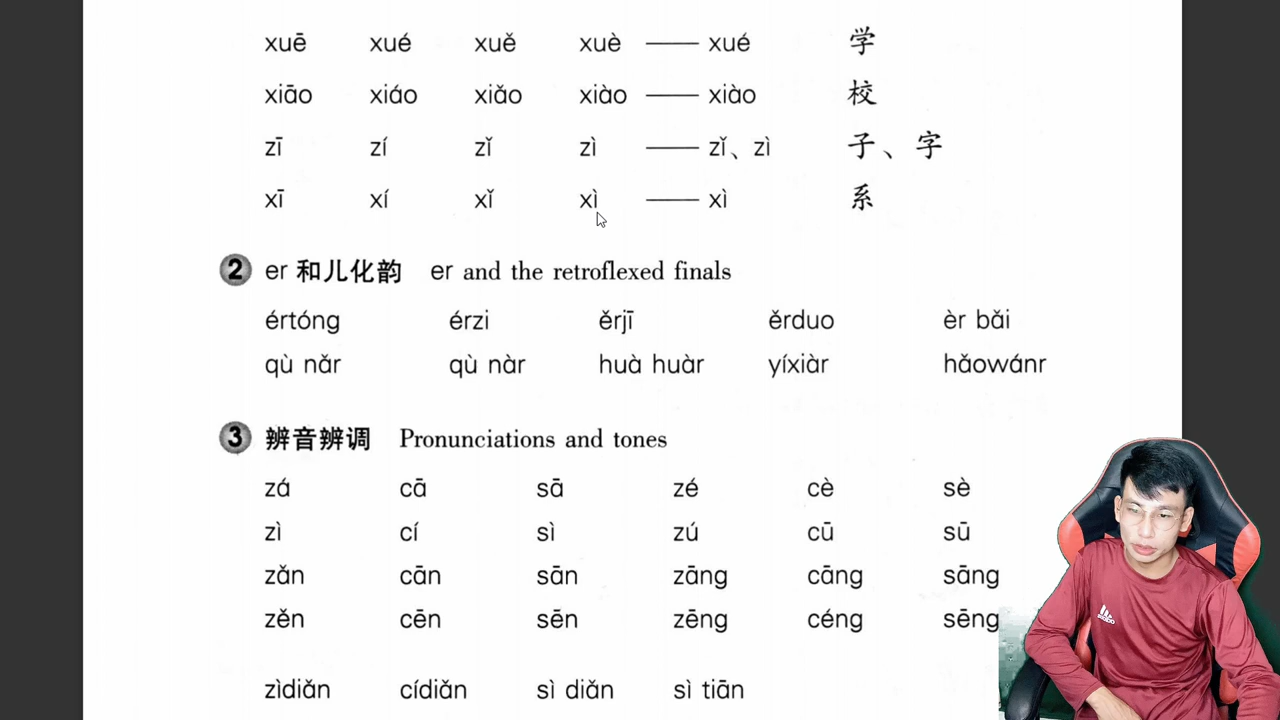 xuē xué xuě xuè —— xué 学
xiāo xiáo xiǎo xiào —— xiào 校
zī zí zǐ zì —— zǐ、zì 子、字
xī xí xǐ xì —— xì 系
2 er 和儿化韵 er and the retroflexed finals
értóng érzi ěrjī ěrduo èr bǎi
qù nǎr qù nàr huà huàr yíxiàr hǎowánr
3 辨音辨调 Pronunciations and tones
zá cā sā zé cè sè
zì cí sì zú cū sū
zǎn cān sān zāng cāng sāng
zěn cēn sēn zēng céng sēng
zìdiǎn cídiǎn sì diǎn sì tiān